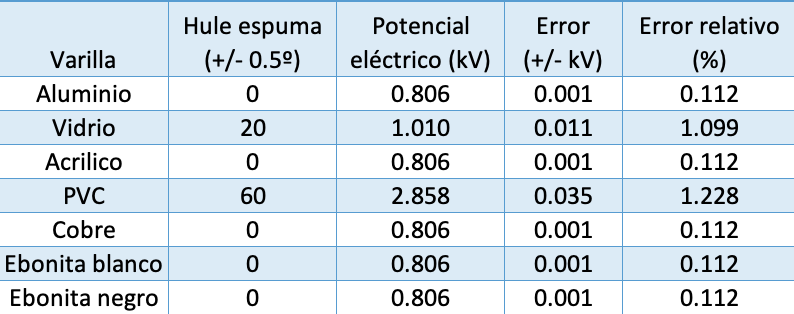 Varilla | Hule espuma (+/- 0.5º) | Potencial eléctrico (kV) | Error (+/- kV) | Error relativo (%)
Aluminio | 0 | 0.806 | 0.001 | 0.112
Vidrio | 20 | 1.010 | 0.011 | 1.099
Acrilico | 0 | 0.806 | 0.001 | 0.112
PVC | 60 | 2.858 | 0.035 | 1.228
Cobre | 0 | 0.806 | 0.001 | 0.112
Ebonita blanco | 0 | 0.806 | 0.001 | 0.112
Ebonita negro | 0 | 0.806 | 0.001 | 0.112